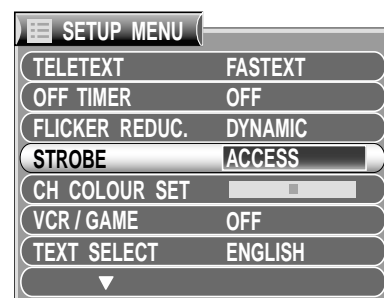 SETUP MENU
TELETEXT FASTEXT
OFF TIMER OFF
FLICKER REDUC. DYNAMIC
STROBE ACCESS
CH COLOUR SET
VCR / GAME OFF
TEXT SELECT ENGLISH